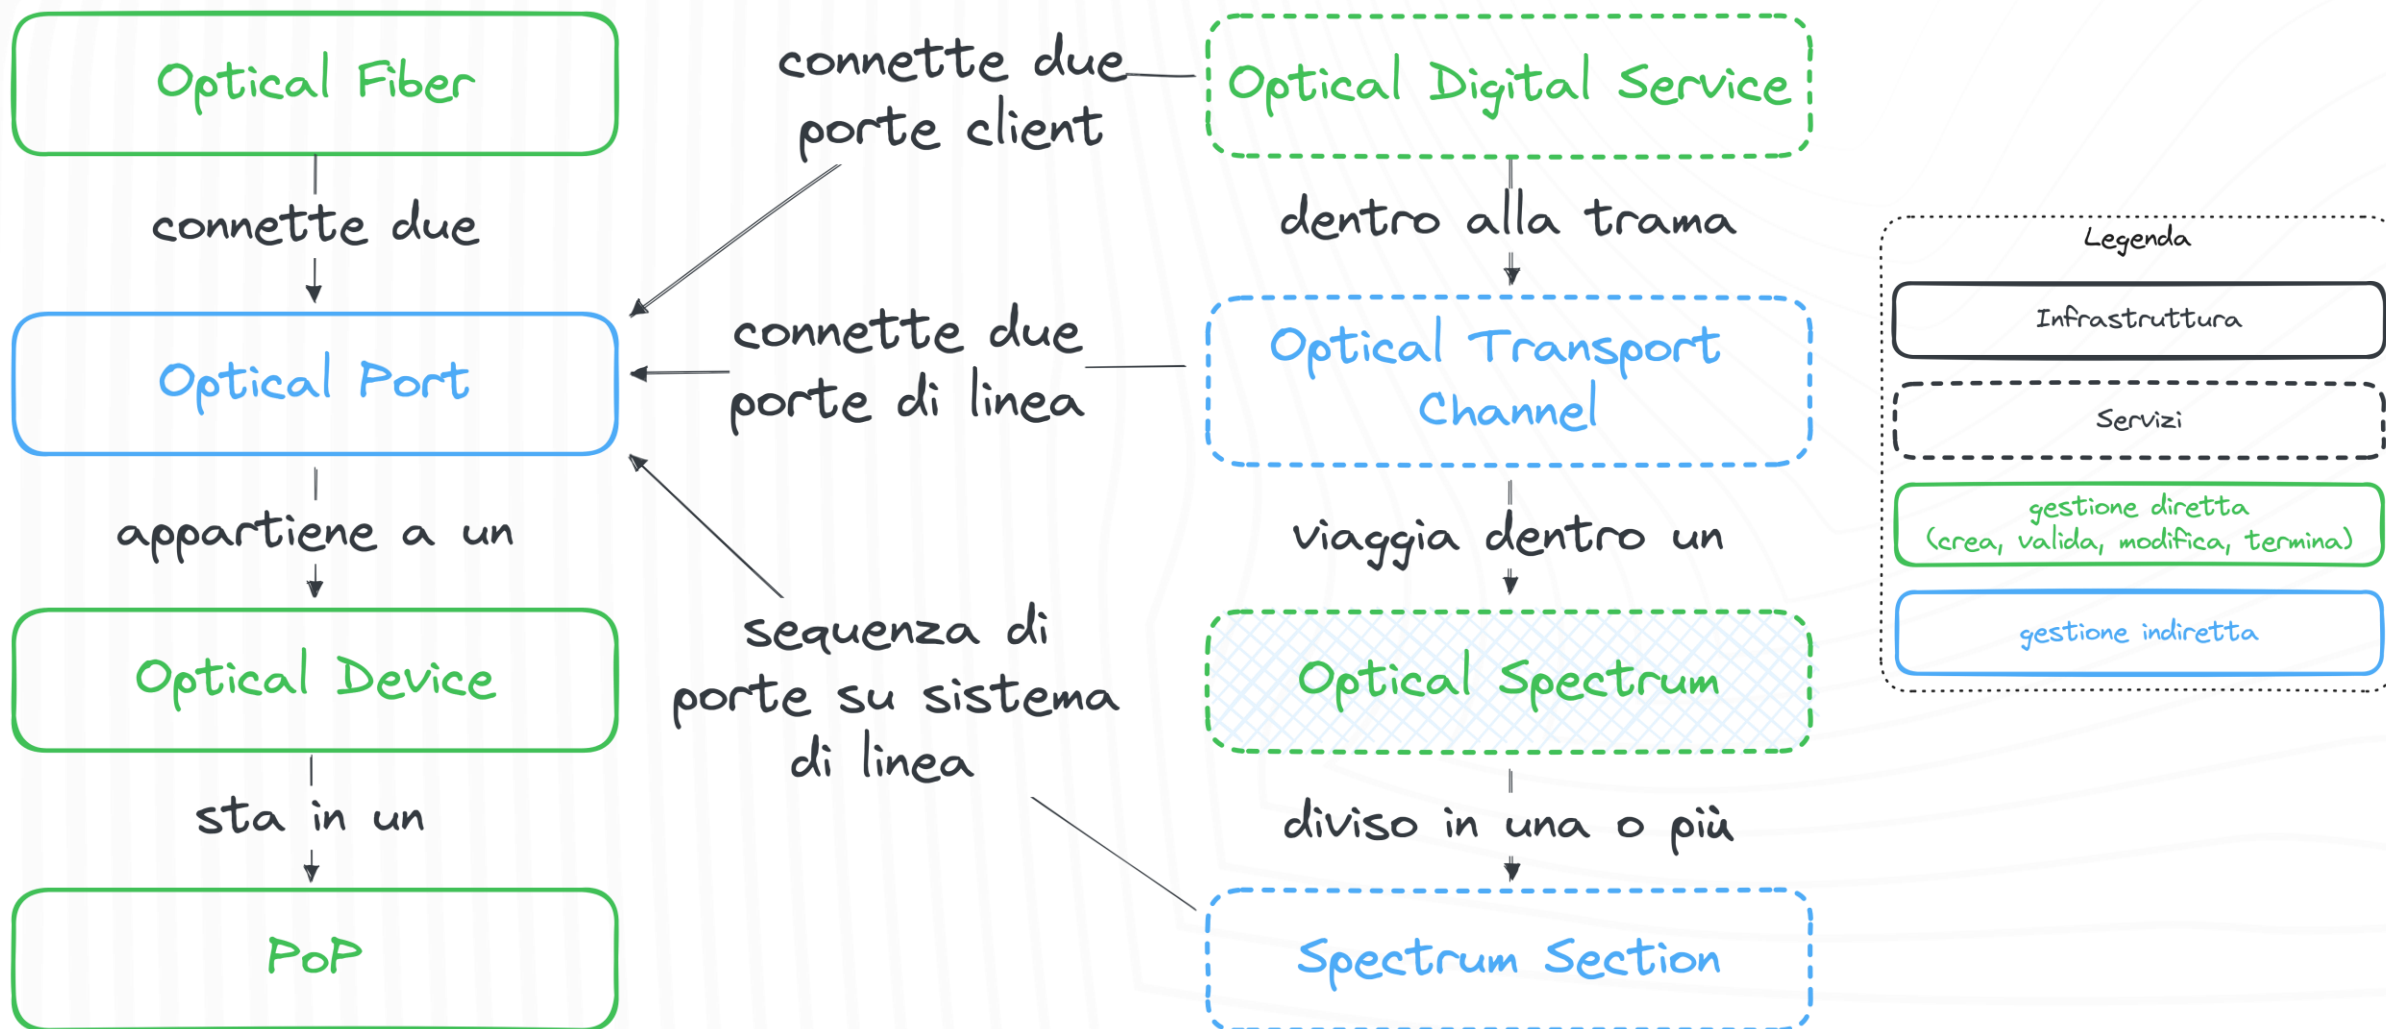 Optical Fiber
connette due
Optical Port
appartiene a un
Optical Device
sta in un
PoP
connette due
porte client
connette due
porte di linea
sequenza di
porte su sistema
di linea
Optical Digital Service
dentro alla trama
Optical Transport
Channel
viaggia dentro un
Optical Spectrum
diviso in una o più
Spectrum Section
Legenda
Infrastruttura
Servizi
gestione diretta
(crea, valida, modifica, termina)
gestione indiretta